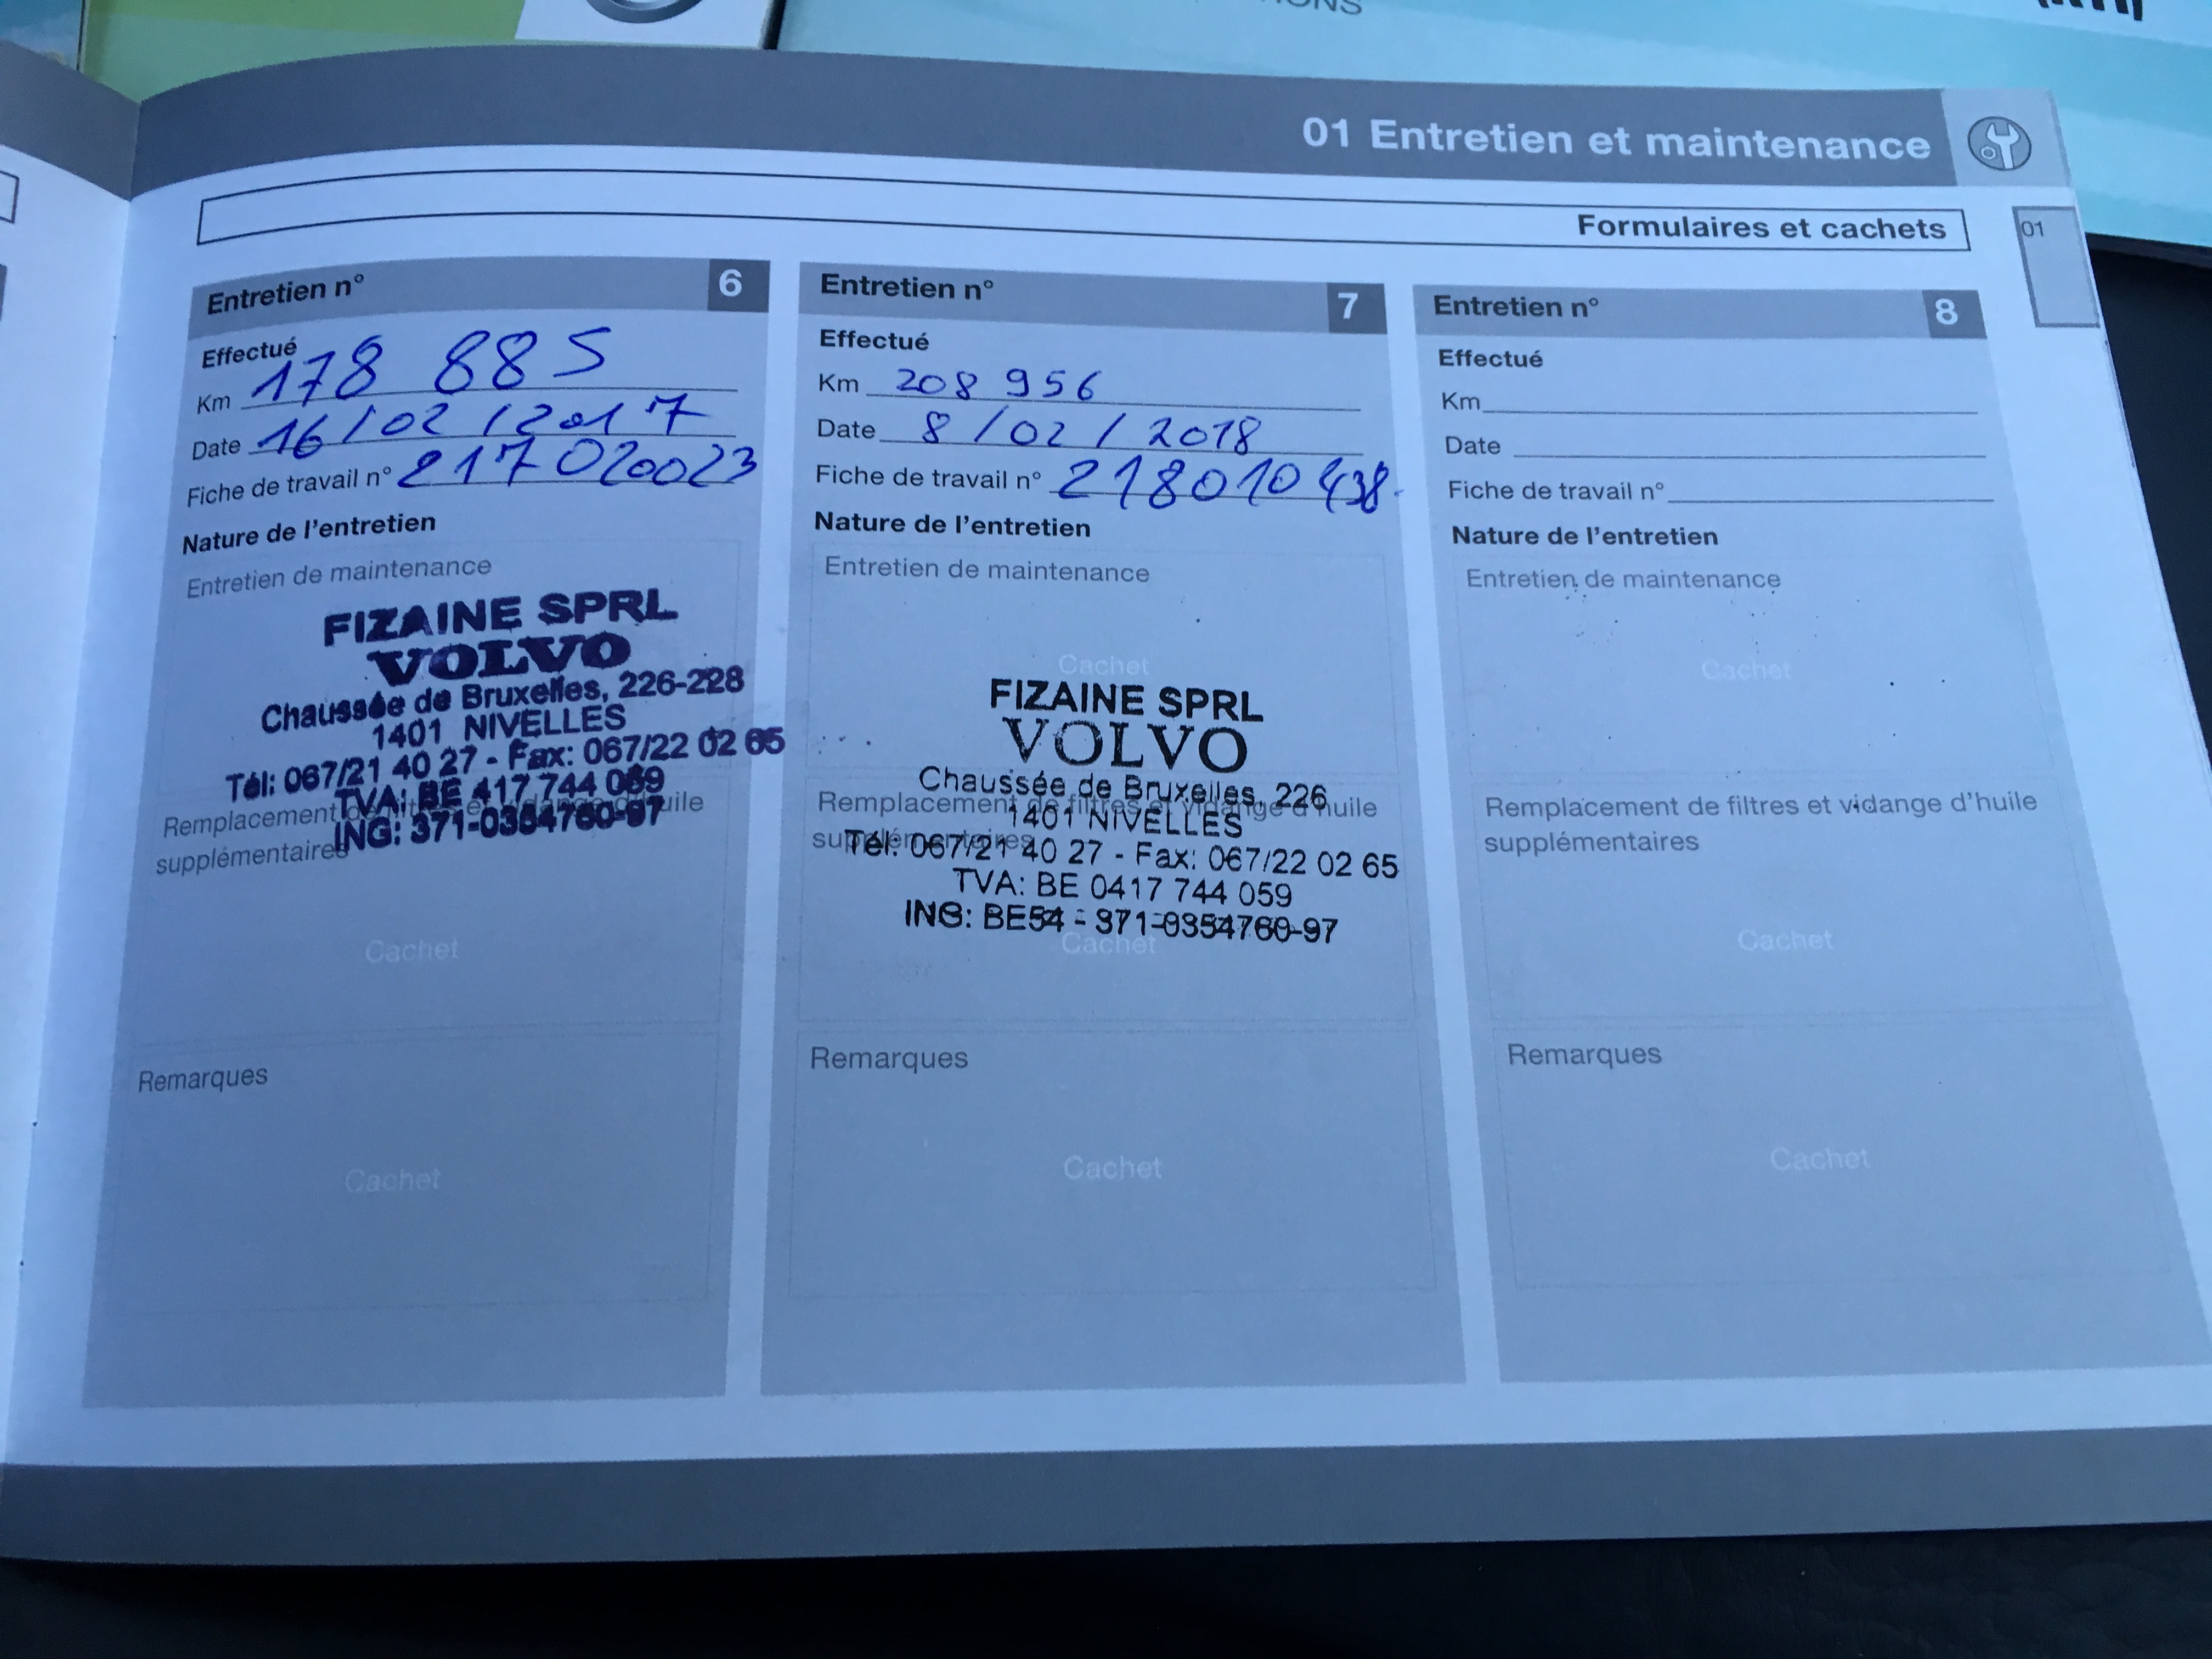 IONS
01 Entretien et maintenance
Formulaires et cachets
01
Entretien n° 6
Effectué
Km 178 885
Date 16/02/2017
Fiche de travail n° 217020023
Nature de l'entretien
Entretien de maintenance
FIZAINE SPRL
VOLVO
Chaussée de Bruxelles, 226-228
1401 NIVELLES
Tél: 067/21 40 27 - Fax: 067/22 02 65
TVA: BE 417 744 059
ING: 371-0354760-97
Remplacement de filtres et vidange d'huile
supplémentaires
Cachet
Remarques
Cachet
Entretien n° 7
Effectué
Km 208 956
Date 8/02/2018
Fiche de travail n° 218010438
Nature de l'entretien
Entretien de maintenance
Cachet
FIZAINE SPRL
VOLVO
Chaussée de Bruxelles, 226
1401 NIVELLES
Tél: 067/21 40 27 - Fax: 067/22 02 65
TVA: BE 0417 744 059
ING: BE54 - 371-0354760-97
Remplacement de filtres et vidange d'huile
supplémentaires
Cachet
Remarques
Cachet
Entretien n° 8
Effectué
Km
Date
Fiche de travail n°
Nature de l'entretien
Entretien de maintenance
Cachet
Remplacement de filtres et vidange d'huile
supplémentaires
Cachet
Remarques
Cachet